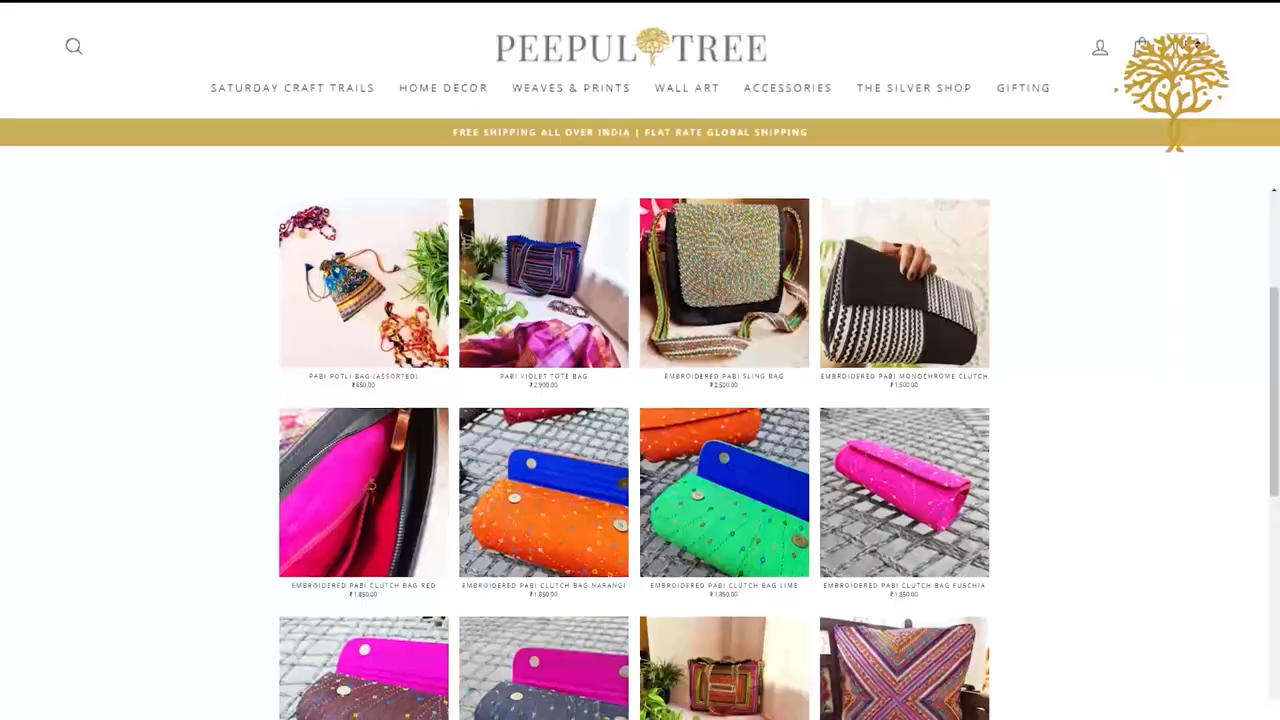 PEEPUL TREE
SATURDAY CRAFT TRAILS HOME DECOR WEAVES & PRINTS WALL ART ACCESSORIES THE SILVER SHOP GIFTING
FREE SHIPPING ALL OVER INDIA | FLAT RATE GLOBAL SHIPPING
PABI POTLI BAG (ASSORTED) PABI VIOLET TOTE BAG EMBROIDERED PABI SLING BAG EMBROIDERED PABI MONOCHROME CLUTCH
₹650.00 ₹2,900.00 ₹2,500.00 ₹1,500.00
EMBROIDERED PABI CLUTCH BAG RED EMBROIDERED PABI CLUTCH BAG NARANGI EMBROIDERED PABI CLUTCH BAG LIME EMBROIDERED PABI CLUTCH BAG FUSCHIA
₹1,850.00 ₹1,850.00 ₹1,850.00 ₹1,850.00